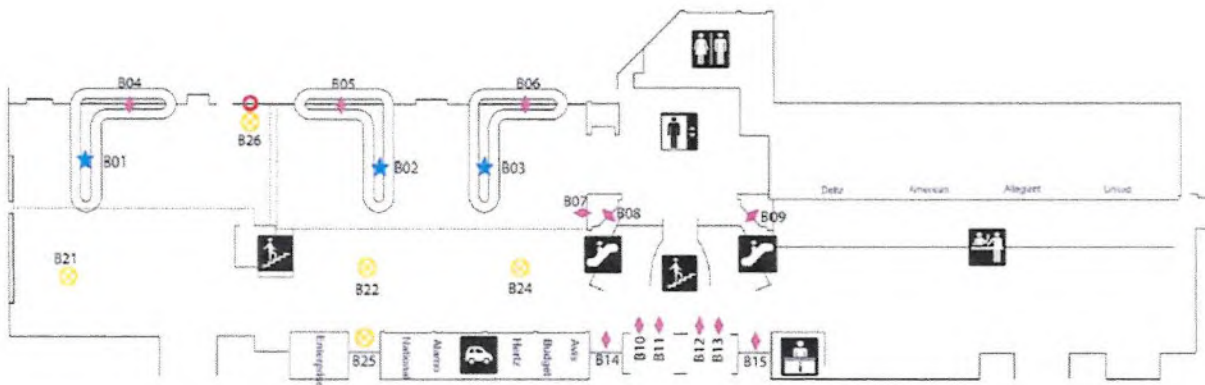 B04
B05
B06
B26
B01
B02
B03
Delta
American
Allegiant
United
B07
B08
B09
B21
B22
B24
B25
Enterprise
National
Alamo
Hertz
Budget
Avis
B14
B10
B11
B12
B13
B15